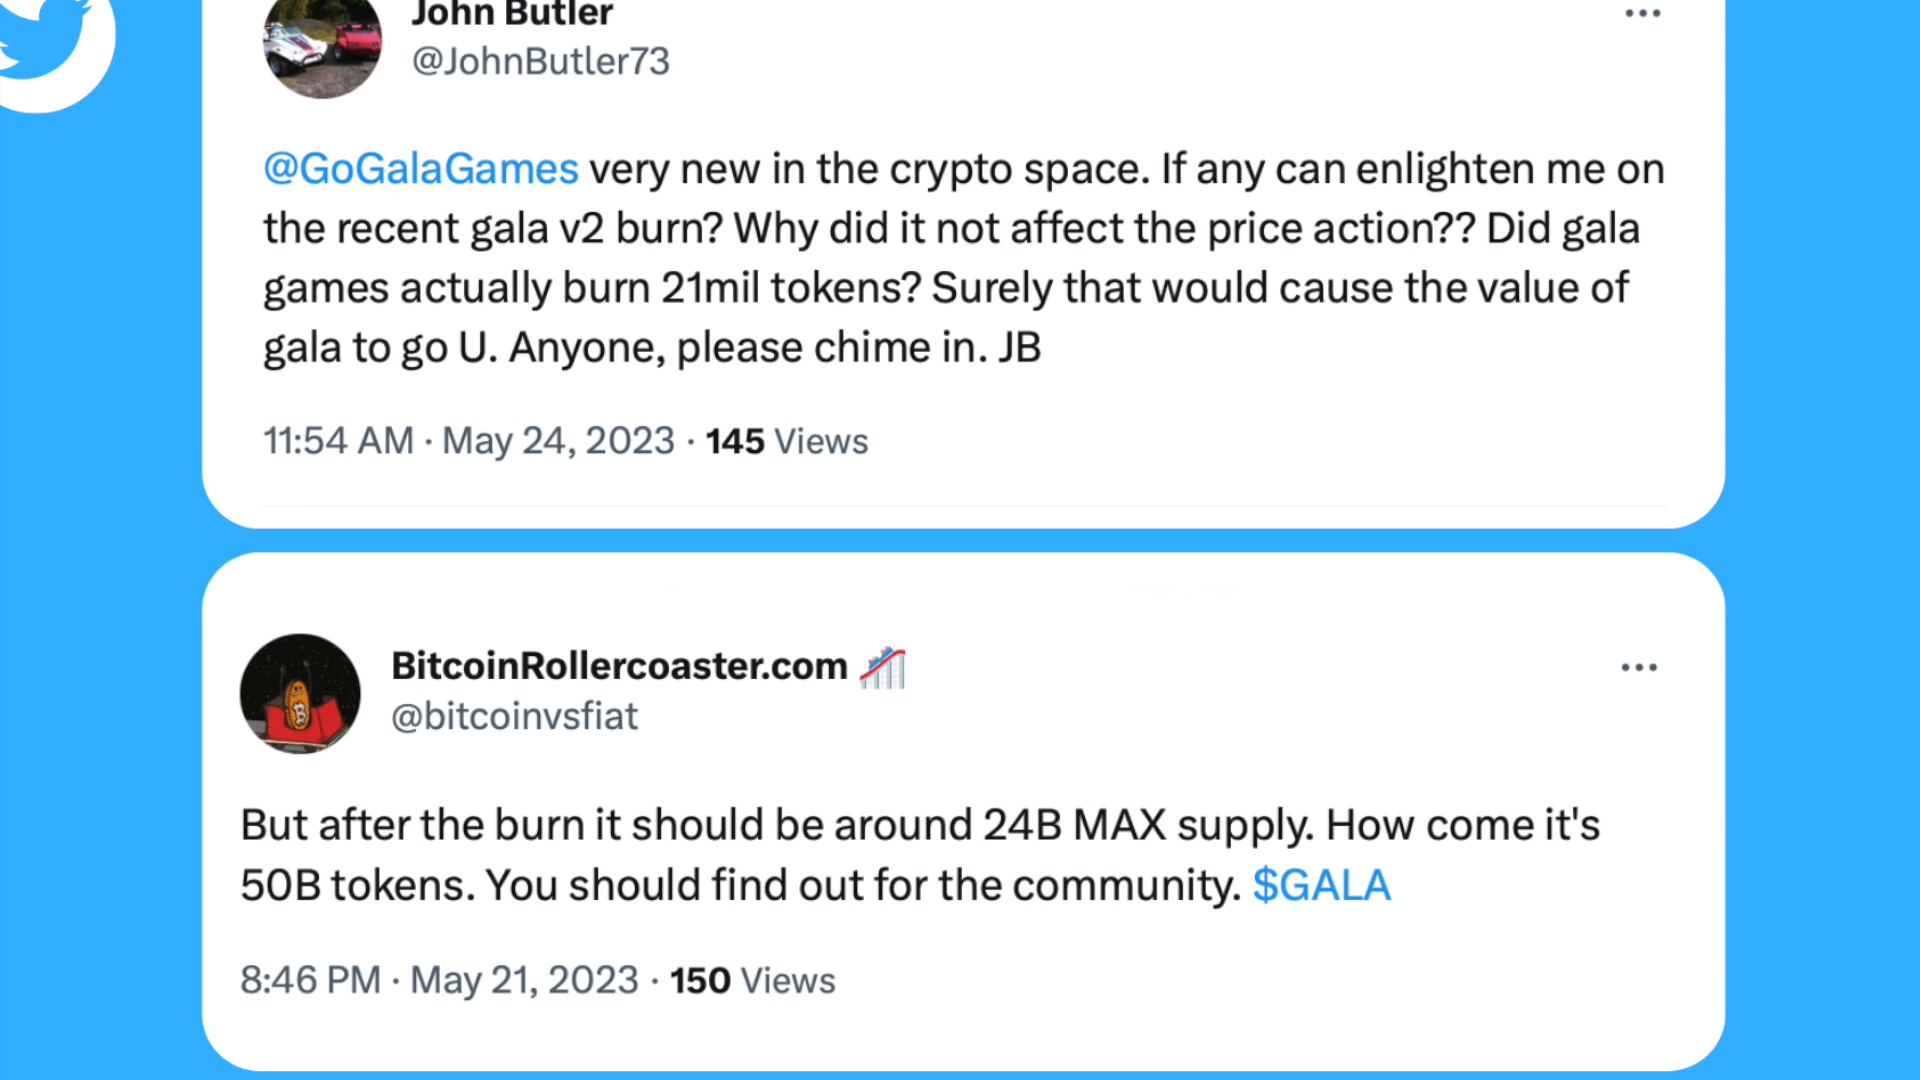 John Butler
@JohnButler73
@GoGalaGames very new in the crypto space. If any can enlighten me on
the recent gala v2 burn? Why did it not affect the price action?? Did gala
games actually burn 21mil tokens? Surely that would cause the value of
gala to go U. Anyone, please chime in. JB
11:54 AM · May 24, 2023 · 145 Views
BitcoinRollercoaster.com
@bitcoinvsfiat
But after the burn it should be around 24B MAX supply. How come it's
50B tokens. You should find out for the community. $GALA
8:46 PM · May 21, 2023 · 150 Views